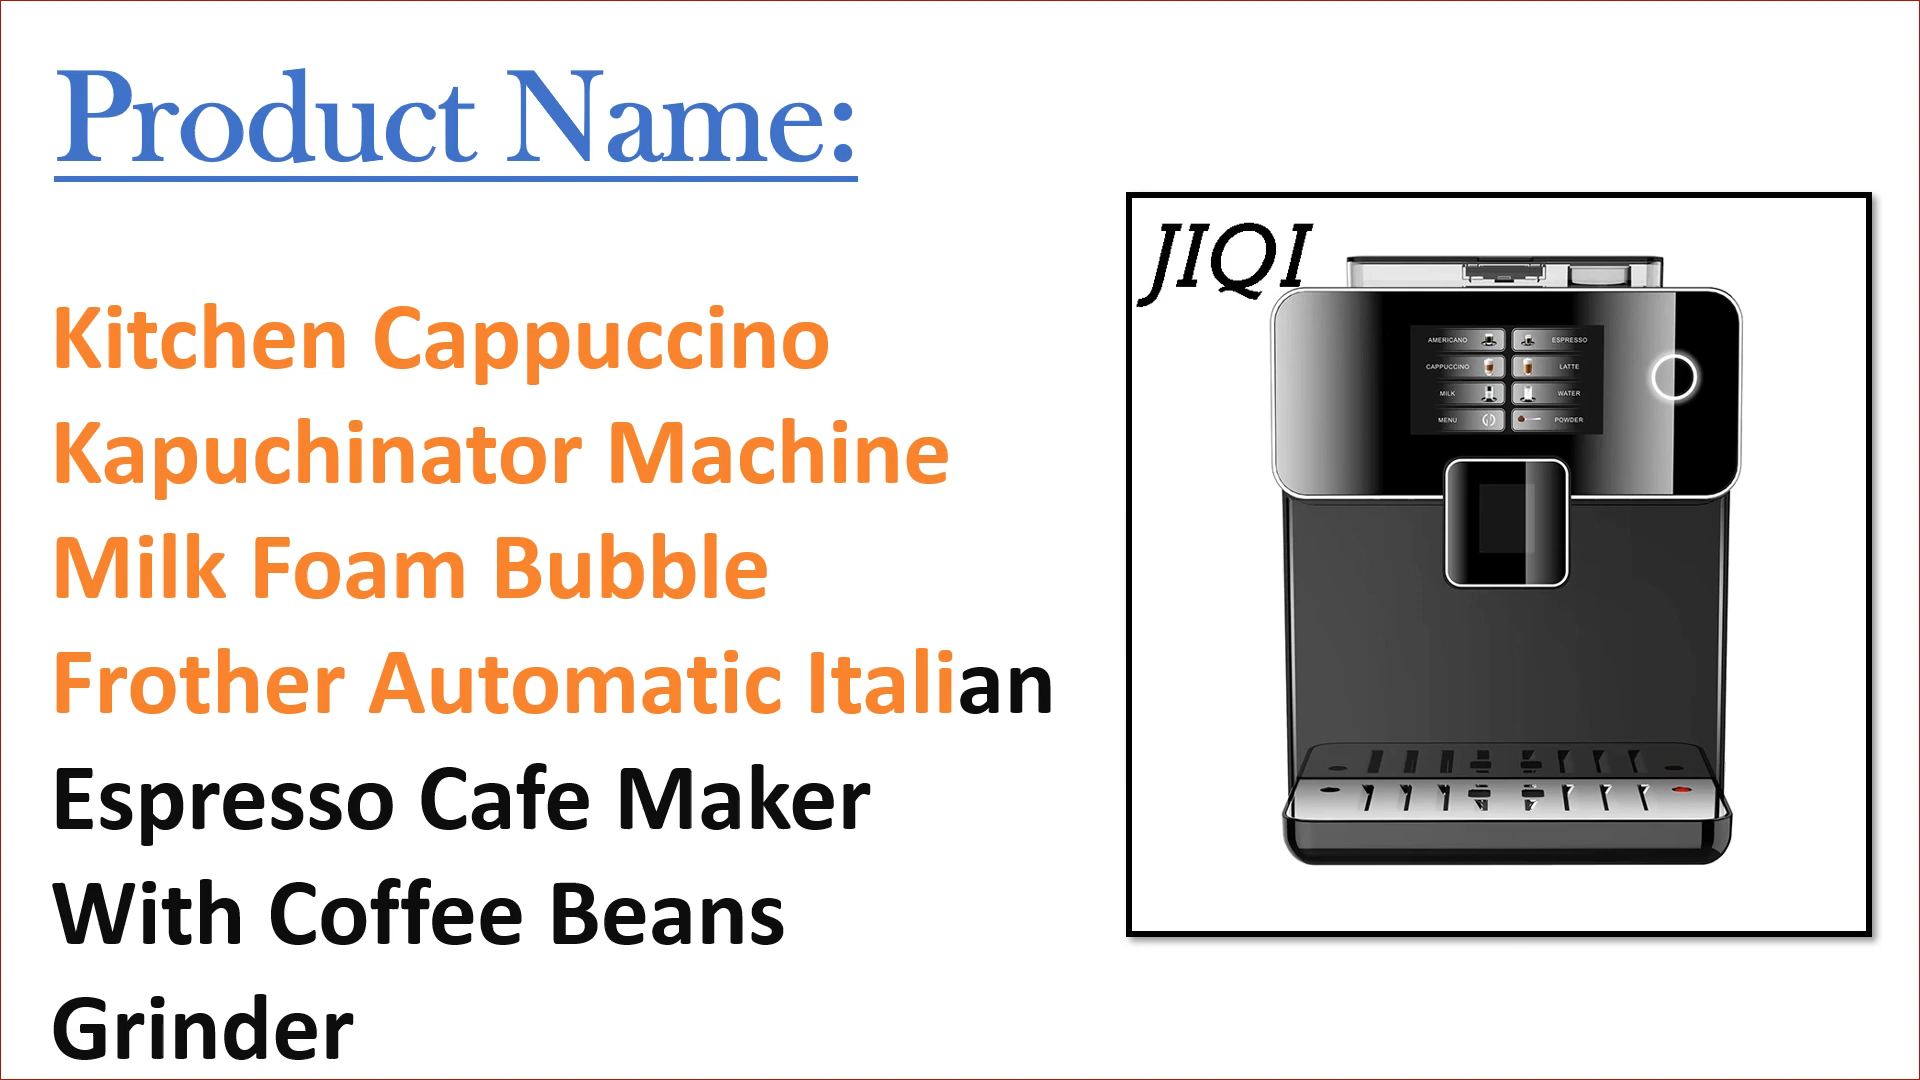 Product Name:
Kitchen Cappuccino
Kapuchinator Machine
Milk Foam Bubble
Frother Automatic Italian
Espresso Cafe Maker
With Coffee Beans
Grinder
JIQI
AMERICANO ESPRESSO
CAPPUCCINO LATTE
MILK WATER
MENU POWDER